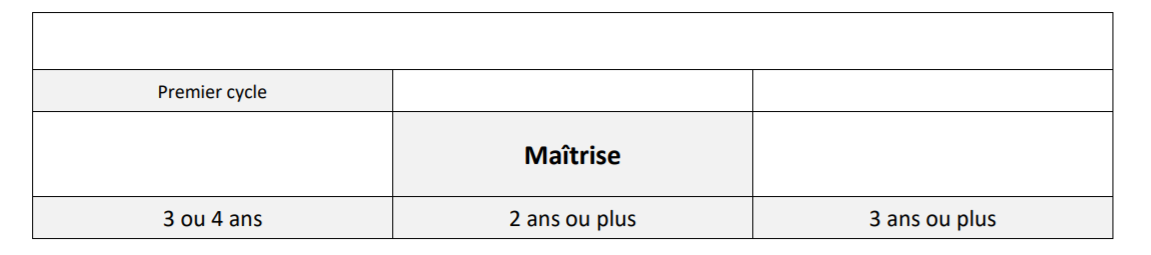 Premier cycle
Maîtrise
3 ou 4 ans
2 ans ou plus
3 ans ou plus